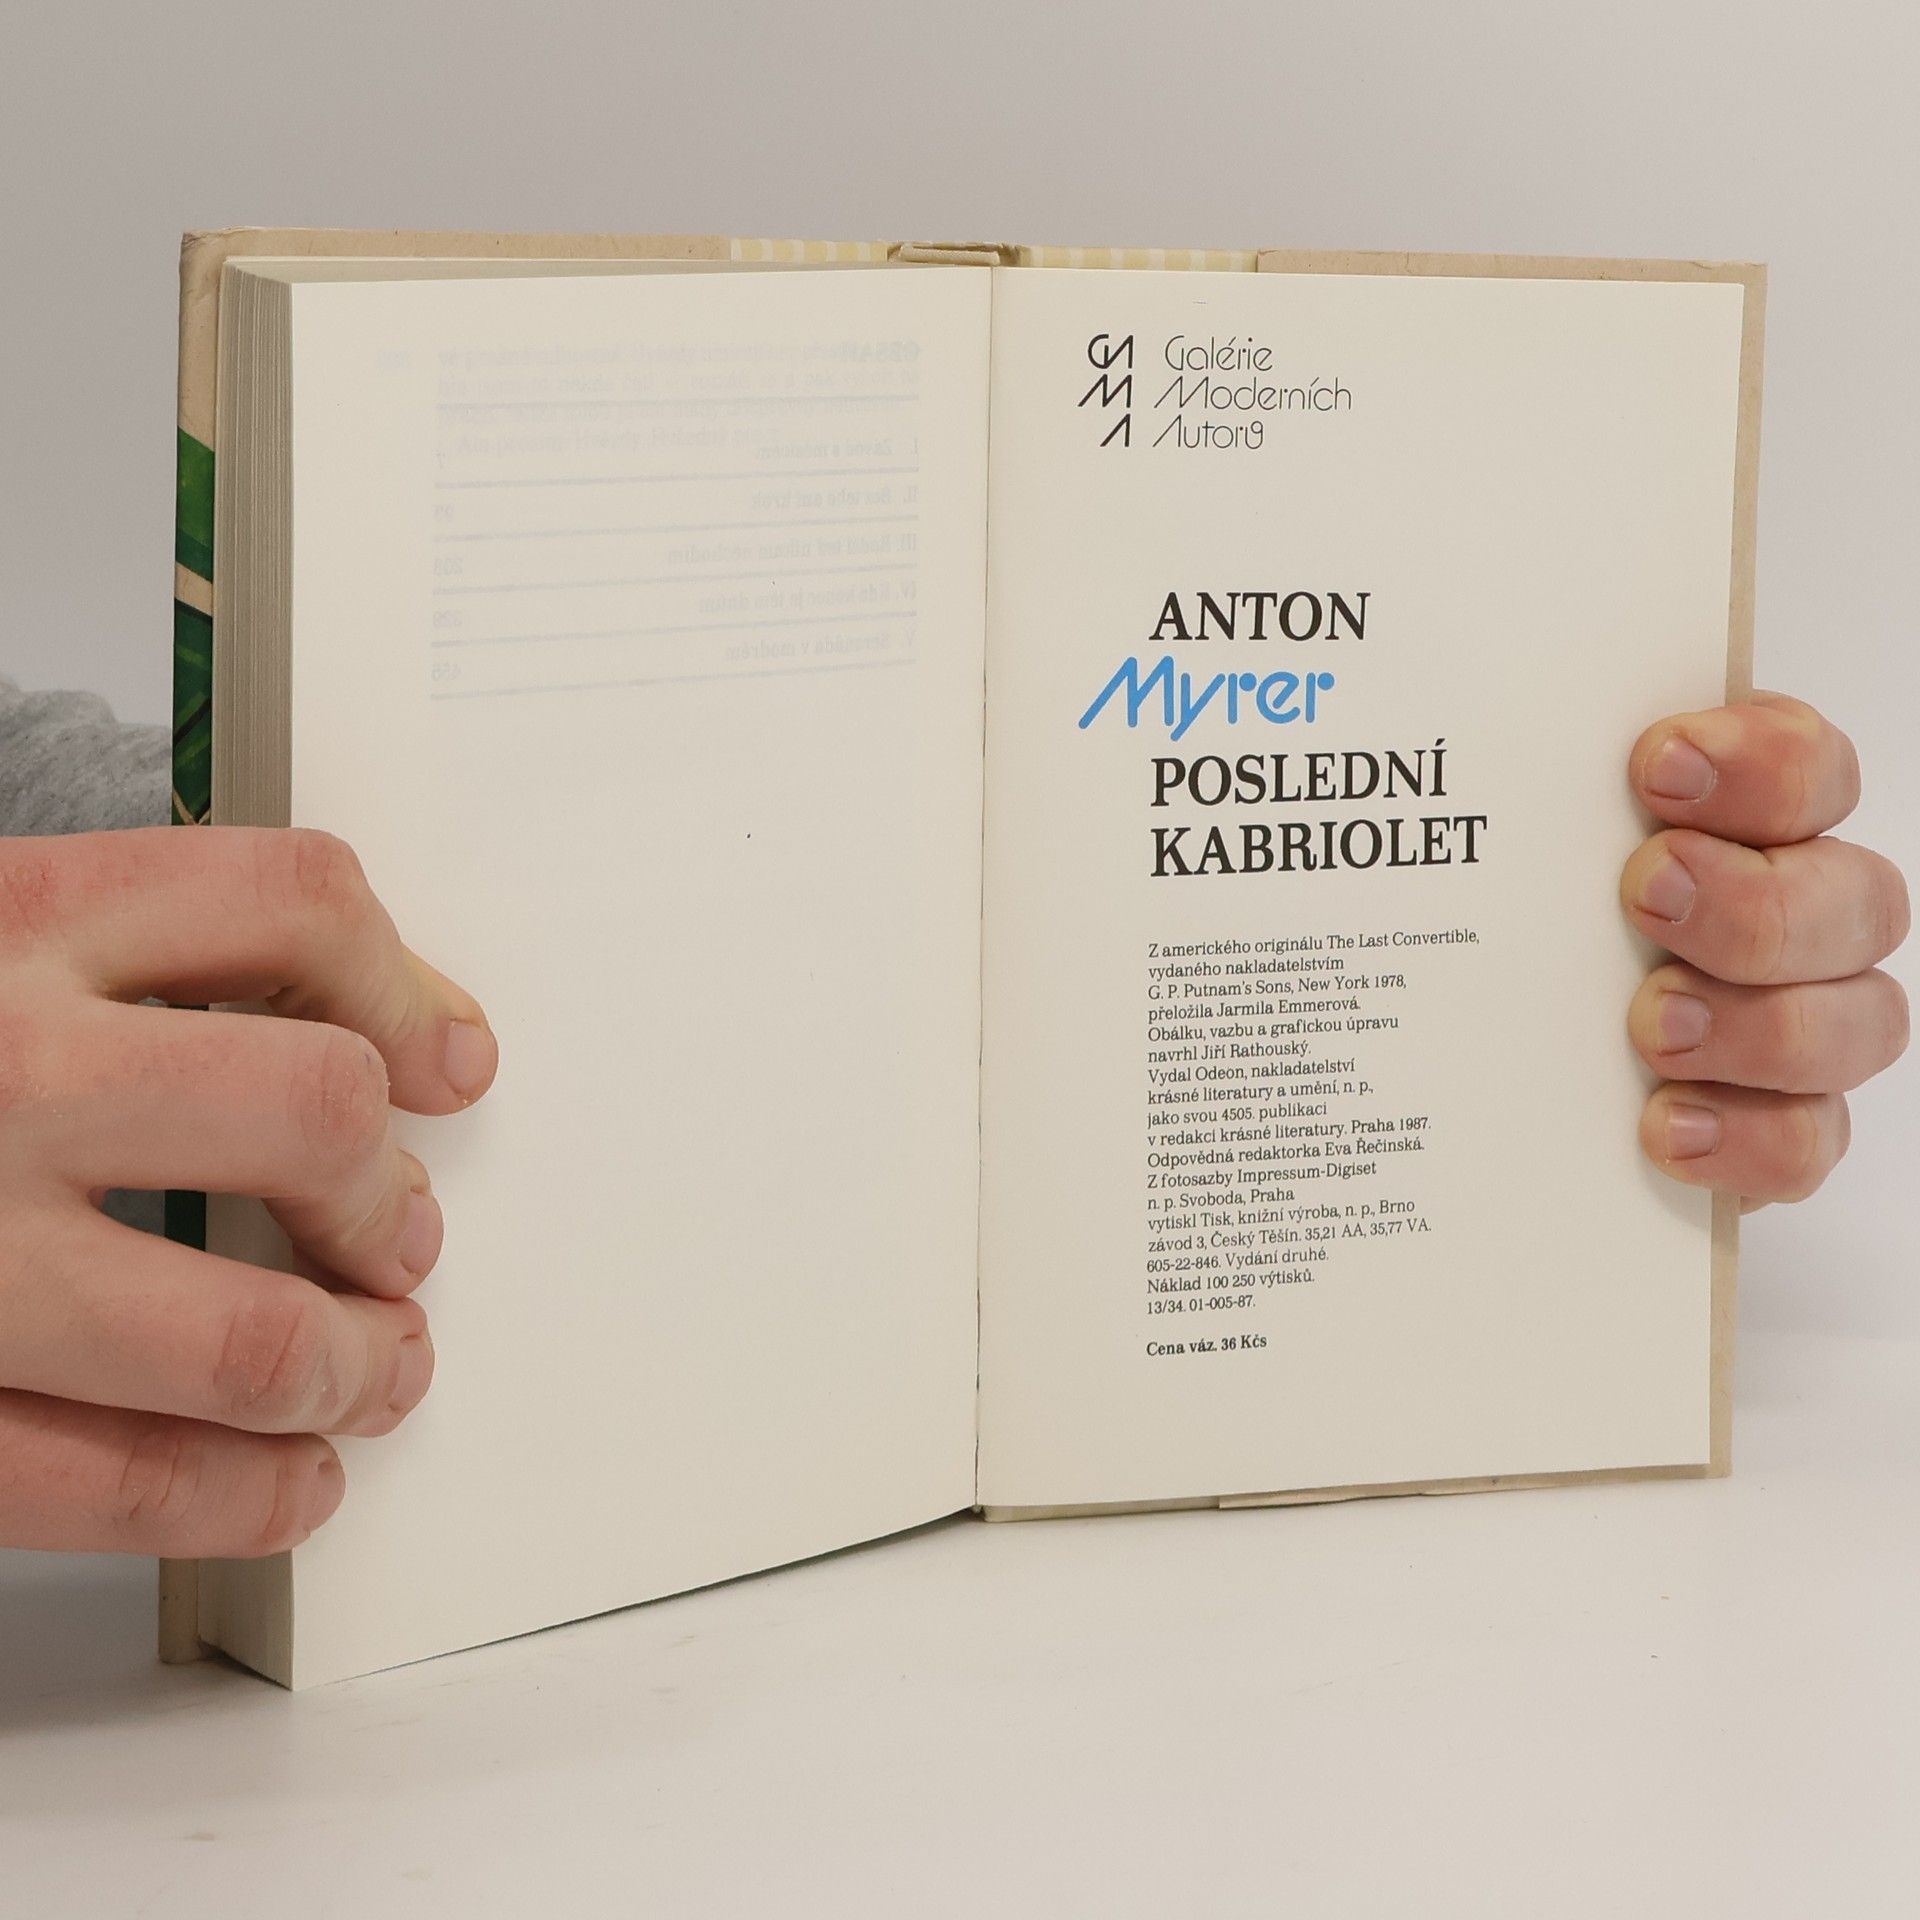 GM Galérie
M Moderních
A Autorů
ANTON
Myrer
POSLEDNÍ
KABRIOLET
Z amerického originálu The Last Convertible,
vydaného nakladatelstvím
G. P. Putnam's Sons, New York 1978,
přeložila Jarmila Emmerová.
Obálku, vazbu a grafickou úpravu
navrhl Jiří Rathouský.
Vydal Odeon, nakladatelství
krásné literatury a umění, n. p.,
jako svou 4505. publikaci
v redakci krásné literatury. Praha 1987.
Odpovědná redaktorka Eva Řečinská.
Z fotosazby Impressum-Digiset
n. p. Svoboda, Praha
vytiskl Tisk, knižní výroba, n. p., Brno
závod 3, Český Těšín. 35,21 AA, 35,77 VA.
605-22-846. Vydání druhé.
Náklad 100 250 výtisků.
13/34. 01-005-87.
Cena váz. 36 Kčs